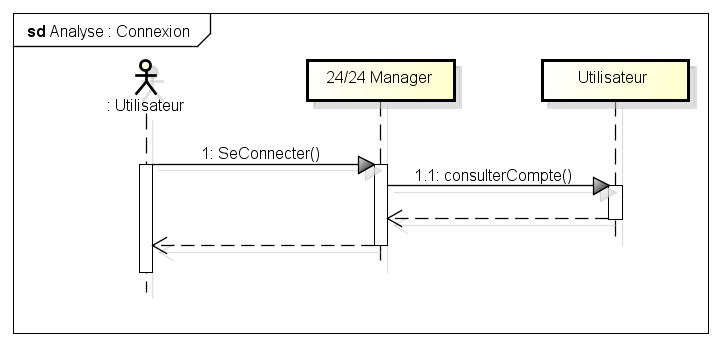 sd Analyse : Connexion
: Utilisateur
24/24 Manager
Utilisateur
1: SeConnecter()
1.1: consulterCompte()